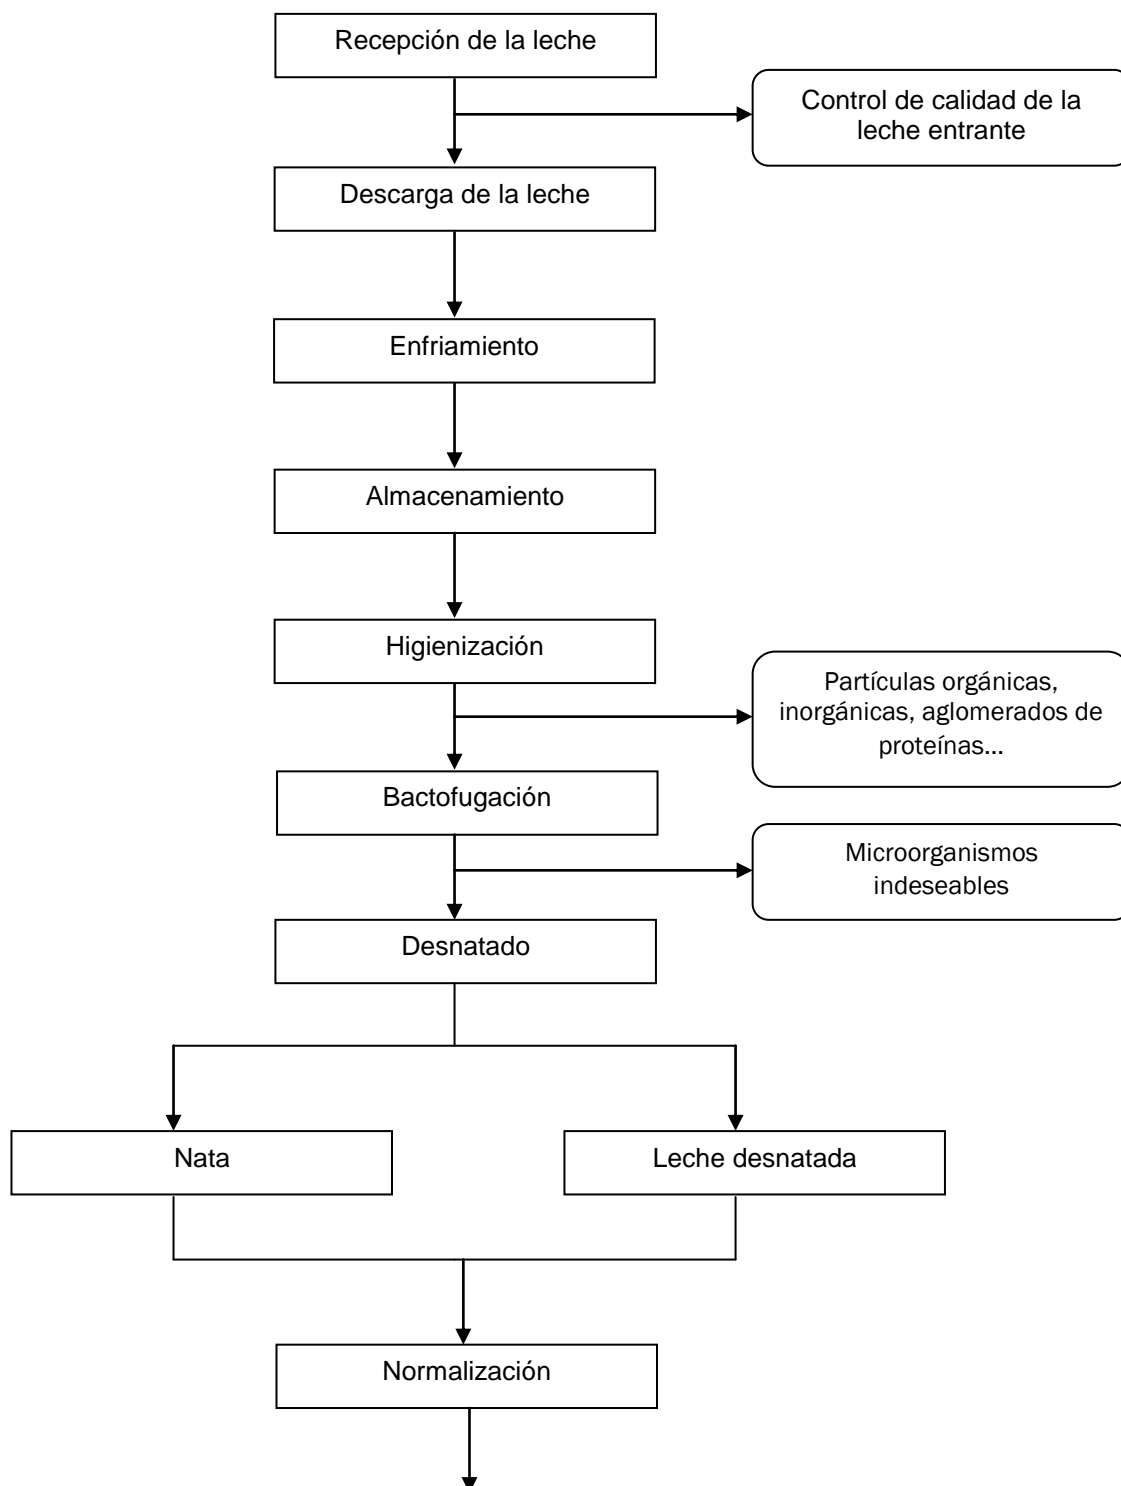 Recepción de la leche
Control de calidad de la
leche entrante
Descarga de la leche
Enfriamiento
Almacenamiento
Higienización
Partículas orgánicas,
inorgánicas, aglomerados de
proteínas...
Bactofugación
Microorganismos
indeseables
Desnatado
Nata
Leche desnatada
Normalización